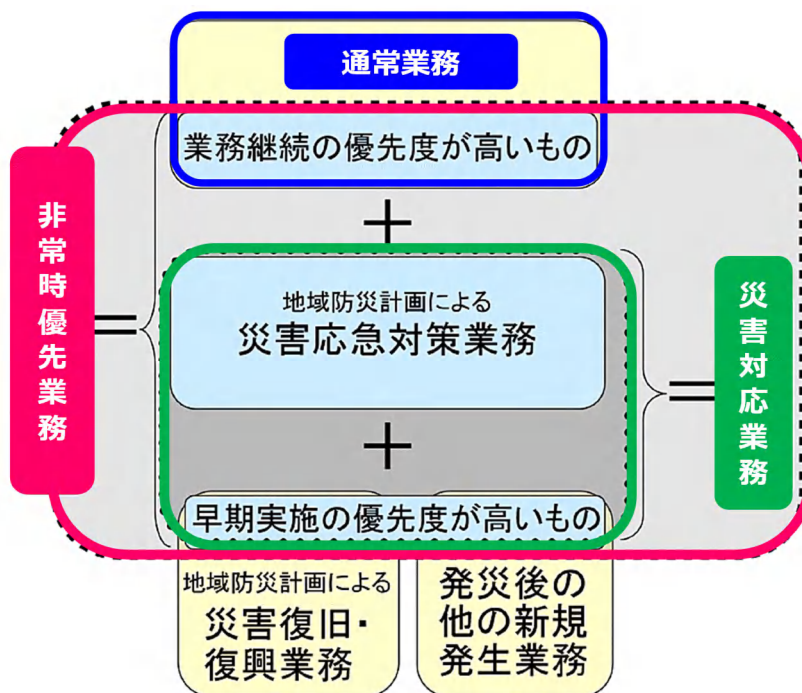 通常業務
業務継続の優先度が高いもの
＋
非常時優先業務
＝
地域防災計画による
災害応急対策業務
＝
災害対応業務
＋
早期実施の優先度が高いもの
地域防災計画による
災害復旧・
復興業務
発災後の
他の新規
発生業務